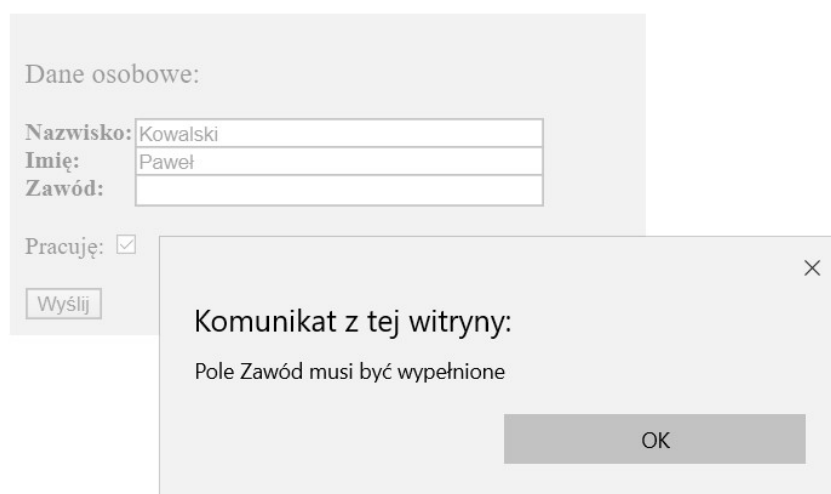 Dane osobowe:
Nazwisko: Kowalski
Imię: Paweł
Zawód:
Pracuję:
Wyślij
Komunikat z tej witryny:
Pole Zawód musi być wypełnione
OK